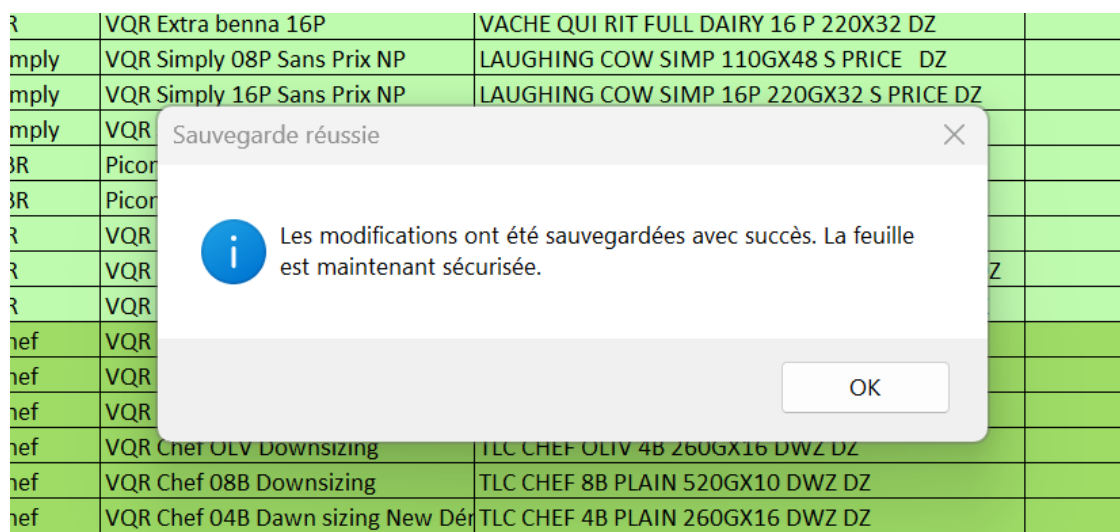 R VQR Extra benna 16P VACHE QUI RIT FULL DAIRY 16 P 220X32 DZ
mply VQR Simply 08P Sans Prix NP LAUGHING COW SIMP 110GX48 S PRICE DZ
mply VQR Simply 16P Sans Prix NP LAUGHING COW SIMP 16P 220GX32 S PRICE DZ
mply VQR
Sauvegarde réussie
BR Picon
BR Picon
R VQR
Les modifications ont été sauvegardées avec succès. La feuille
est maintenant sécurisée.
R VQR Z
R VQR
hef VQR
hef VQR
OK
hef VQR
hef VQR Chef OLV Downsizing TLC CHEF OLIV 4B 260GX16 DWZ DZ
hef VQR Chef 08B Downsizing TLC CHEF 8B PLAIN 520GX10 DWZ DZ
hef VQR Chef 04B Dawn sizing New Dér TLC CHEF 4B PLAIN 260GX16 DWZ DZ